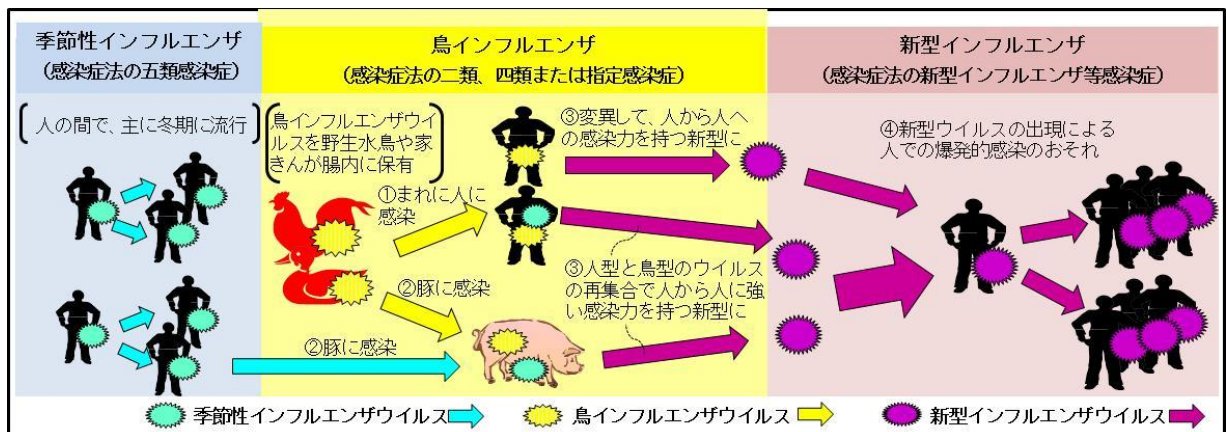 季節性インフルエンザ
(感染症法の五類感染症)
人の間で、主に冬期に流行
鳥インフルエンザ
(感染症法の二類、四類または指定感染症)
鳥インフルエンザウイ
ルスを野生水鳥や家
きんが腸内に保有
①まれに人に
感染
②豚に感染
②豚に感染
③変異して、人から人へ
の感染力を持つ新型に
③人型と鳥型のウイルス
の再集合で人から人に強
い感染力を持つ新型に
新型インフルエンザ
(感染症法の新型インフルエンザ等感染症)
④新型ウイルスの出現による
人での爆発的感染のおそれ
季節性インフルエンザウイルス
鳥インフルエンザウイルス
新型インフルエンザウイルス